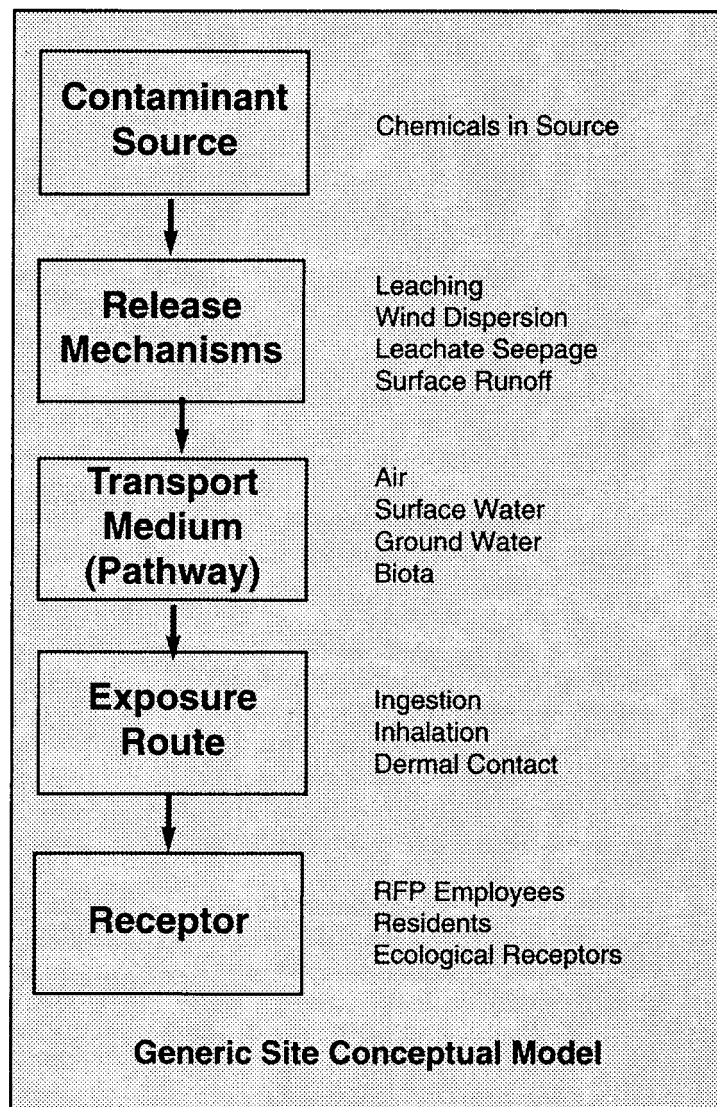 Contaminant
Source
Chemicals in Source
Release
Mechanisms
Leaching
Wind Dispersion
Leachate Seepage
Surface Runoff
Transport
Medium
(Pathway)
Air
Surface Water
Ground Water
Biota
Exposure
Route
Ingestion
Inhalation
Dermal Contact
Receptor
RFP Employees
Residents
Ecological Receptors
Generic Site Conceptual Model